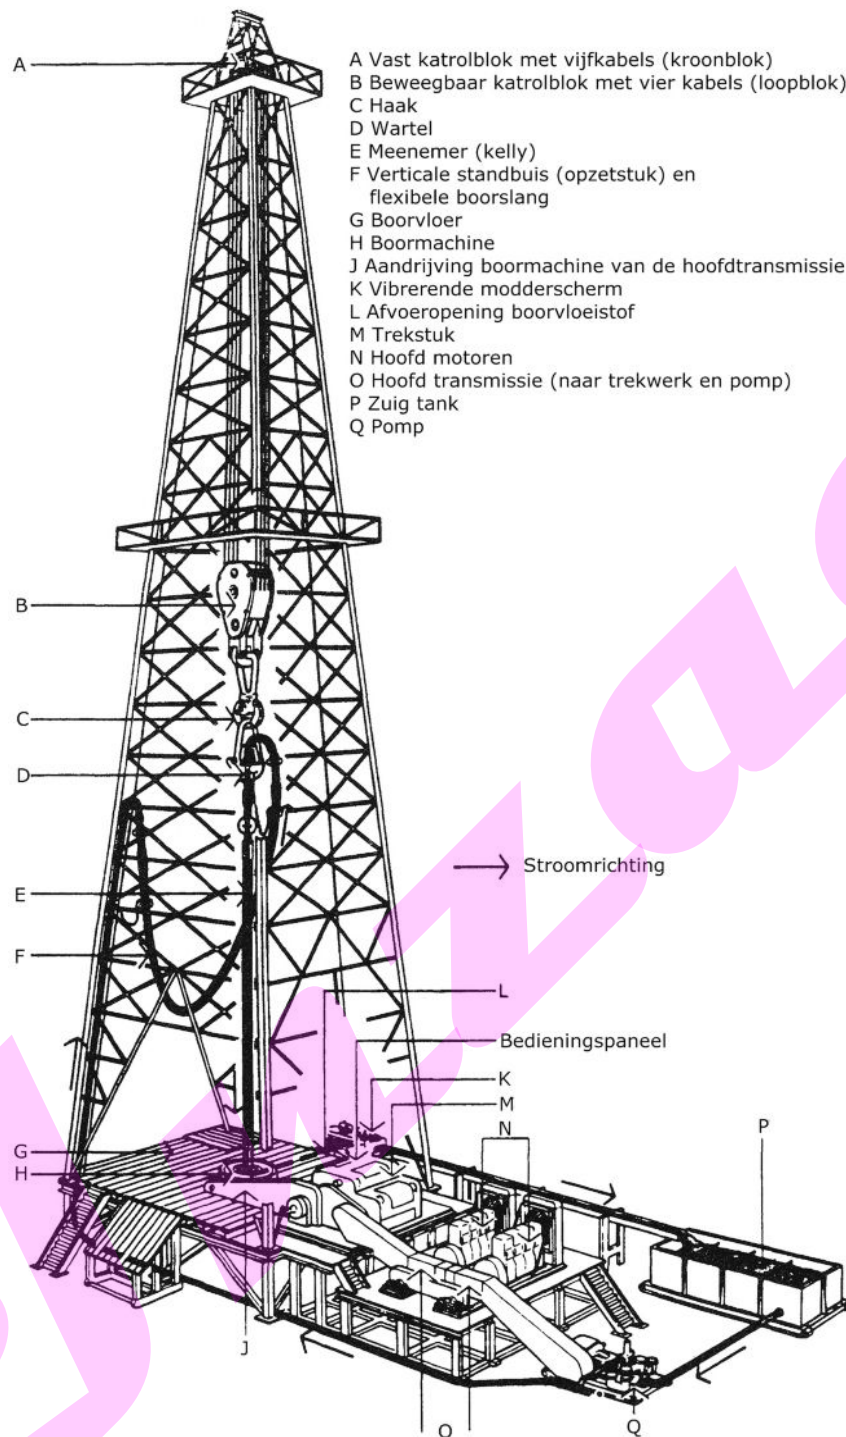 A
A Vast katrolblok met vijfkabels (kroonblok)
B Beweegbaar katrolblok met vier kabels (loopblok)
C Haak
D Wartel
E Meenemer (kelly)
F Verticale standbuis (opzetstuk) en
flexibele boorslang
G Boorvloer
H Boormachine
J Aandrijving boormachine van de hoofdtransmissie
K Vibrerende modderscherm
L Afvoeropening boorvloeistof
M Trekstuk
N Hoofd motoren
O Hoofd transmissie (naar trekwerk en pomp)
P Zuig tank
Q Pomp
B
C
D
E
Stroomrichting
F
L
Bedieningspaneel
K
M
N
P
G
H
J
Q
O